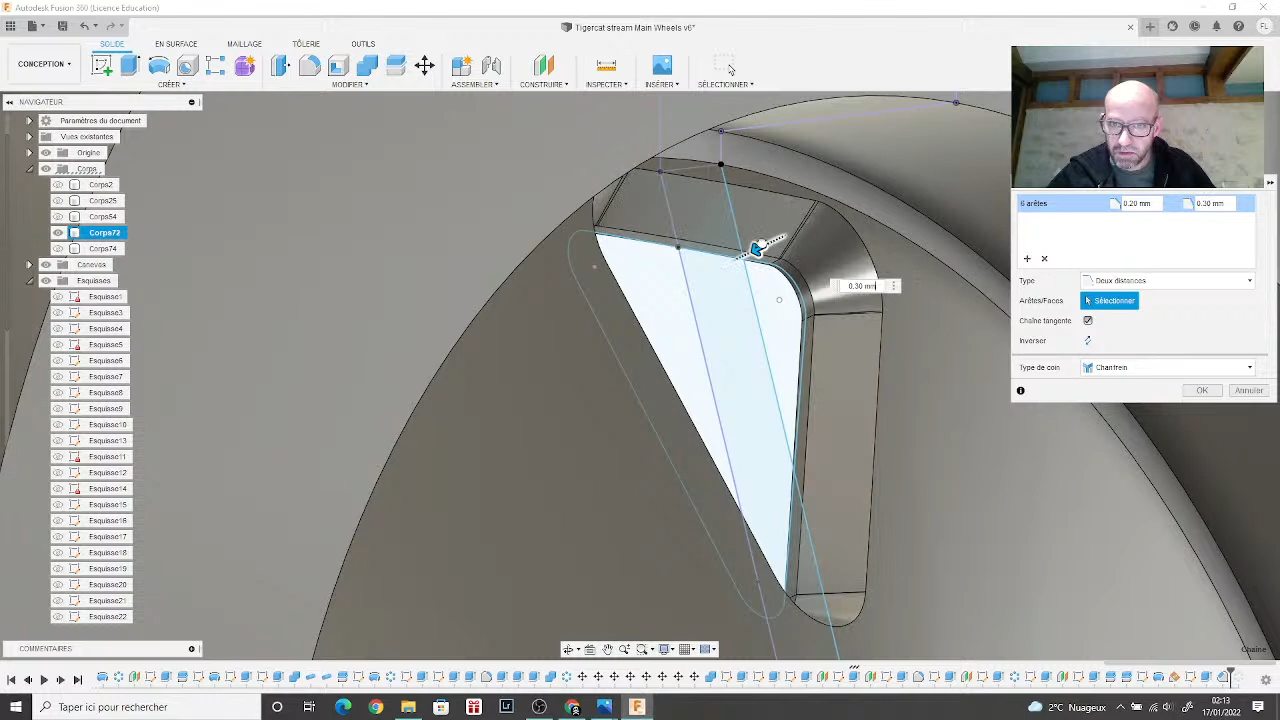 Autodesk Fusion 360 (Licence Education)
Tigercat stream Main Wheels v6*
FL
CONCEPTION
SOLIDE EN SURFACE MAILLAGE TÔLERIE OUTILS
CRÉER MODIFIER ASSEMBLER CONSTRUIRE INSPECTER INSÉRER SÉLECTIONNER
NAVIGATEUR
Paramètres du document
Vues existantes
Origine
Corps
Corps2
Corps25
Corps54
Corps72
Corps74
Canevas
Esquisses
Esquisse1
Esquisse3
Esquisse4
Esquisse5
Esquisse6
Esquisse7
Esquisse8
Esquisse9
Esquisse10
Esquisse13
Esquisse11
Esquisse12
Esquisse14
Esquisse15
Esquisse16
Esquisse17
Esquisse18
Esquisse19
Esquisse20
Esquisse21
Esquisse22
COMMENTAIRES
0.30 mm
6 arêtes 0.20 mm 0.30 mm
Type Deux distances
Arêtes/Faces Sélectionner
Chaîne tangente
Inverser
Type de coin Chanfrein
OK Annuler
Chaîne
Taper ici pour rechercher
2°C Nuageux
02:13
17/01/2022